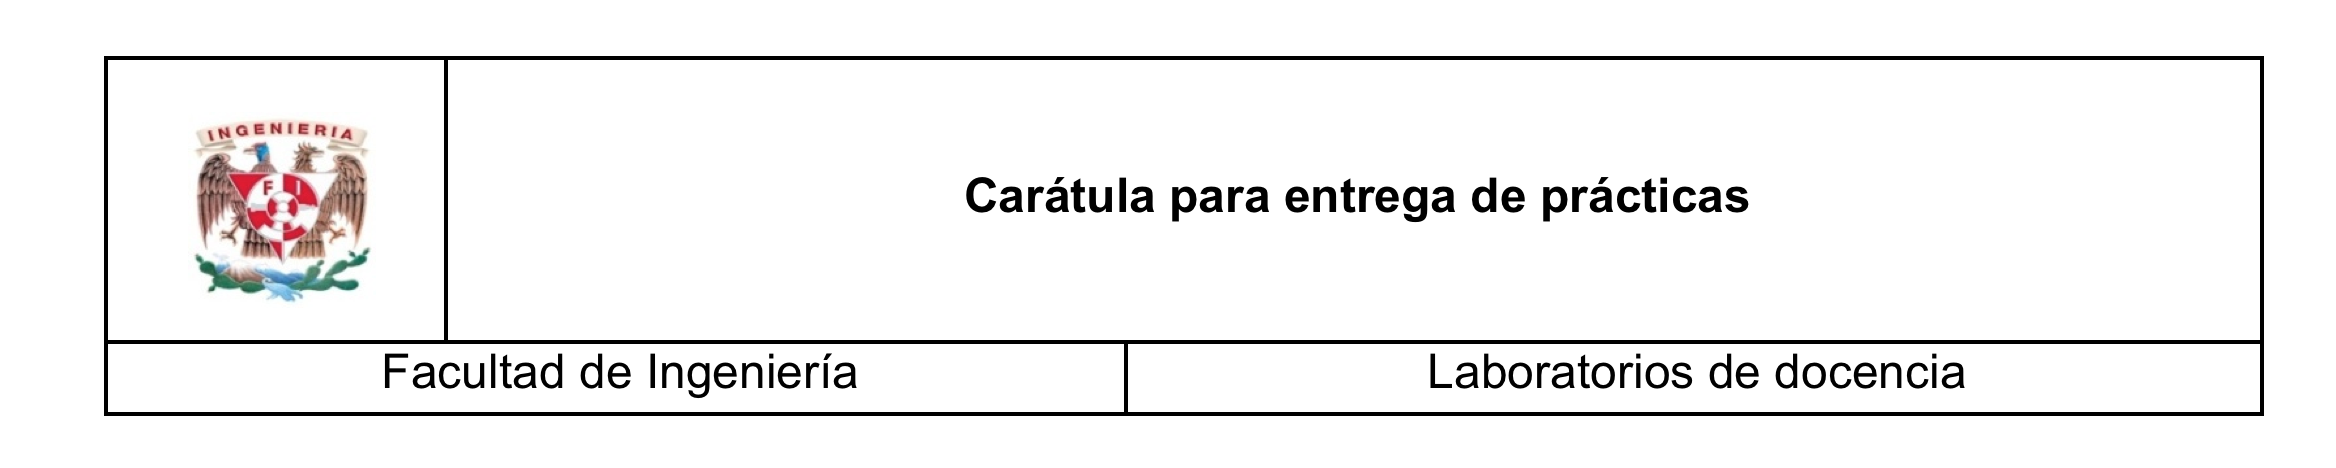 INGENIERIA
F I
Carátula para entrega de prácticas
Facultad de Ingeniería
Laboratorios de docencia